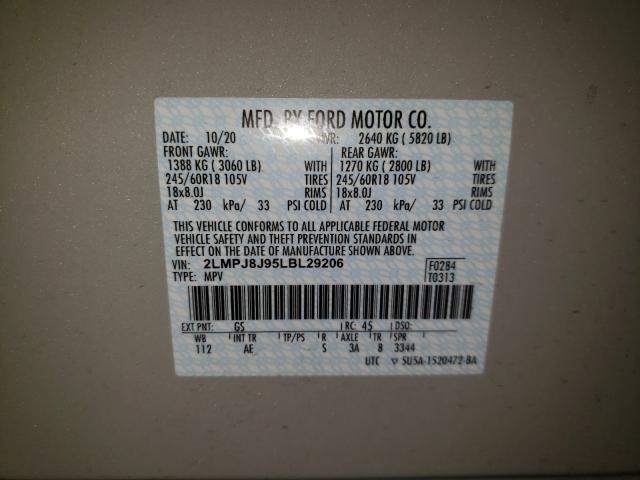 MFD. BY FORD MOTOR CO.
DATE: 10/20 VWR: 2640 KG ( 5820 LB)
FRONT GAWR: REAR GAWR:
1388 KG ( 3060 LB) WITH 1270 KG ( 2800 LB) WITH
245/60R18 105V TIRES 245/60R18 105V TIRES
18x8.0J RIMS 18x8.0J RIMS
AT 230 kPa/ 33 PSI COLD AT 230 kPa/ 33 PSI COLD
THIS VEHICLE CONFORMS TO ALL APPLICABLE FEDERAL MOTOR
VEHICLE SAFETY AND THEFT PREVENTION STANDARDS IN
EFFECT ON THE DATE OF MANUFACTURE SHOWN ABOVE.
VIN: 2LMPJ8J95LBL29206 F0284
TYPE: MPV T0313
EXT PNT: GS RC: 45 DSO:
WB INT TR TP/PS R AXLE TR SPR
112 AE S 3A 8 3344
UTC ▽ 5U5A-1520472-BA